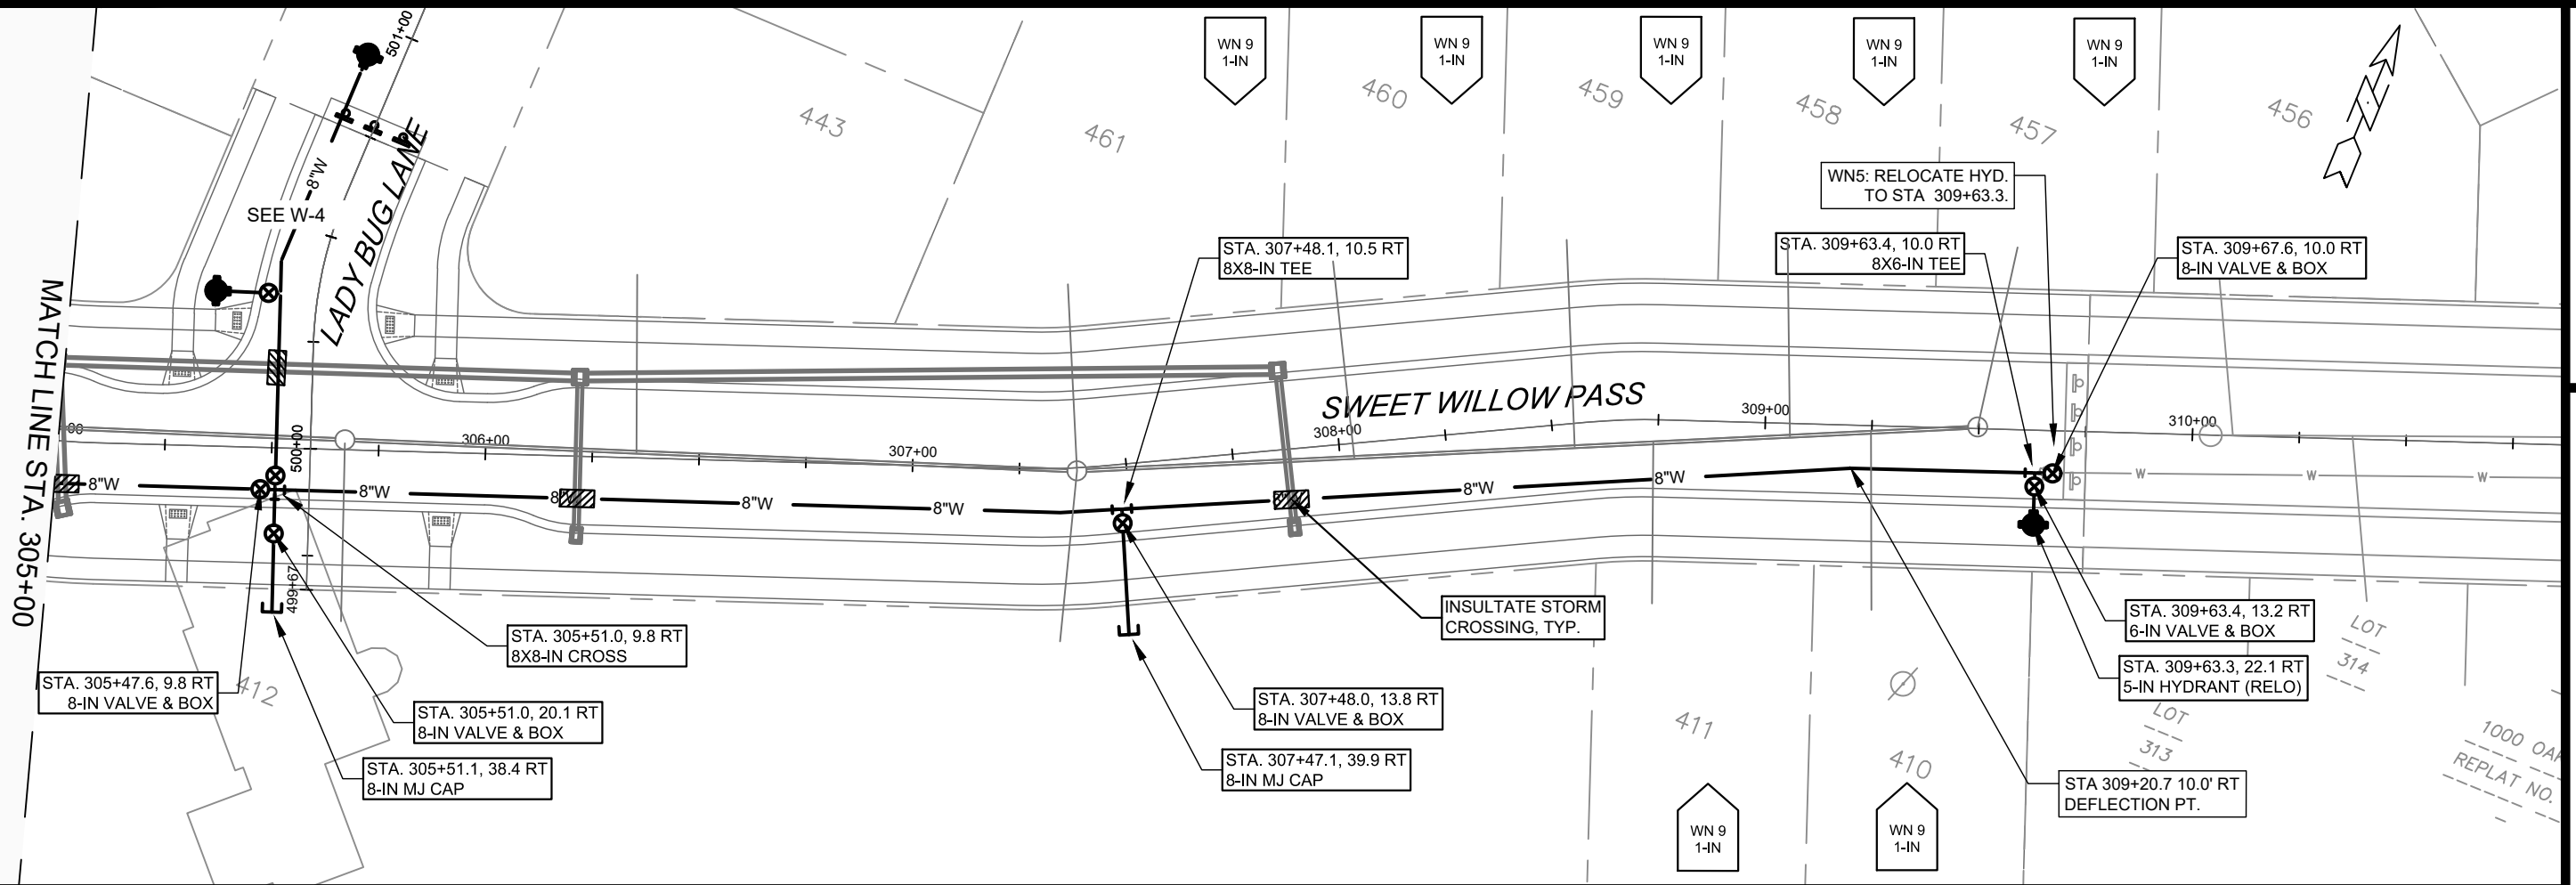 501+00
8"W
SEE W-4
LADY BUG LANE
MATCH LINE STA. 305+00
443
461
460
459
458
457
456
WN 9
1-IN
WN 9
1-IN
WN 9
1-IN
WN 9
1-IN
WN 9
1-IN
WN5: RELOCATE HYD.
TO STA 309+63.3.
STA. 307+48.1, 10.5 RT
8X8-IN TEE
STA. 309+63.4, 10.0 RT
8X6-IN TEE
STA. 309+67.6, 10.0 RT
8-IN VALVE & BOX
SWEET WILLOW PASS
00
500+00
306+00
307+00
308+00
309+00
310+00
8"W
8"W
8"W
8"W
8"W
8"W
W
W
W
499+67
INSULTATE STORM
CROSSING, TYP.
STA. 305+51.0, 9.8 RT
8X8-IN CROSS
STA. 305+47.6, 9.8 RT
8-IN VALVE & BOX
412
STA. 305+51.0, 20.1 RT
8-IN VALVE & BOX
STA. 305+51.1, 38.4 RT
8-IN MJ CAP
STA. 307+48.0, 13.8 RT
8-IN VALVE & BOX
STA. 307+47.1, 39.9 RT
8-IN MJ CAP
STA. 309+63.4, 13.2 RT
6-IN VALVE & BOX
STA. 309+63.3, 22.1 RT
5-IN HYDRANT (RELO)
STA 309+20.7 10.0' RT
DEFLECTION PT.
411
410
LOT
314
LOT
313
1000 OA
REPLAT NO.
WN 9
1-IN
WN 9
1-IN